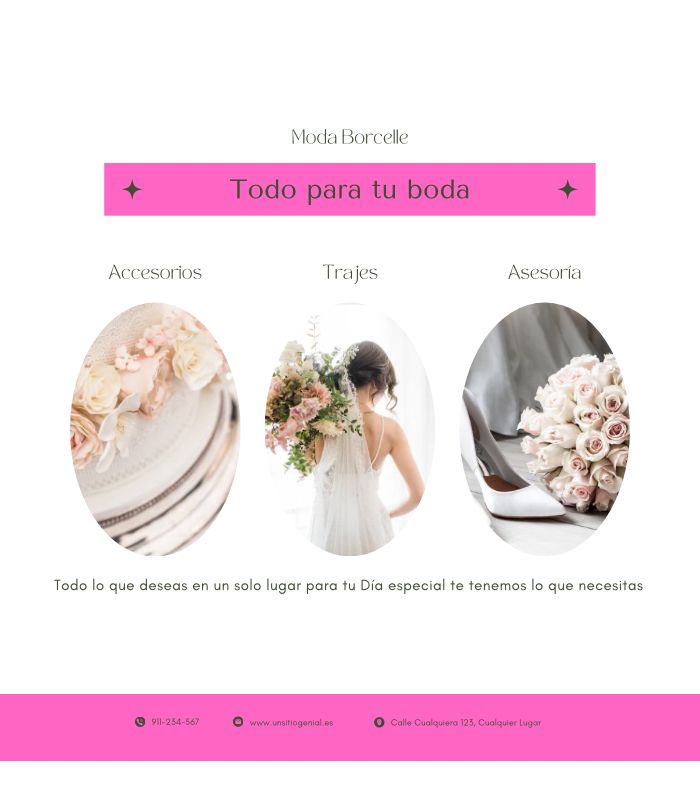 Moda Borcelle
Todo para tu boda
Accesorios
Trajes
Asesoría
Todo lo que deseas en un solo lugar para tu Día especial te tenemos lo que necesitas
911-234-567
www.unsitiogenial.es
Calle Cualquiera 123, Cualquier Lugar